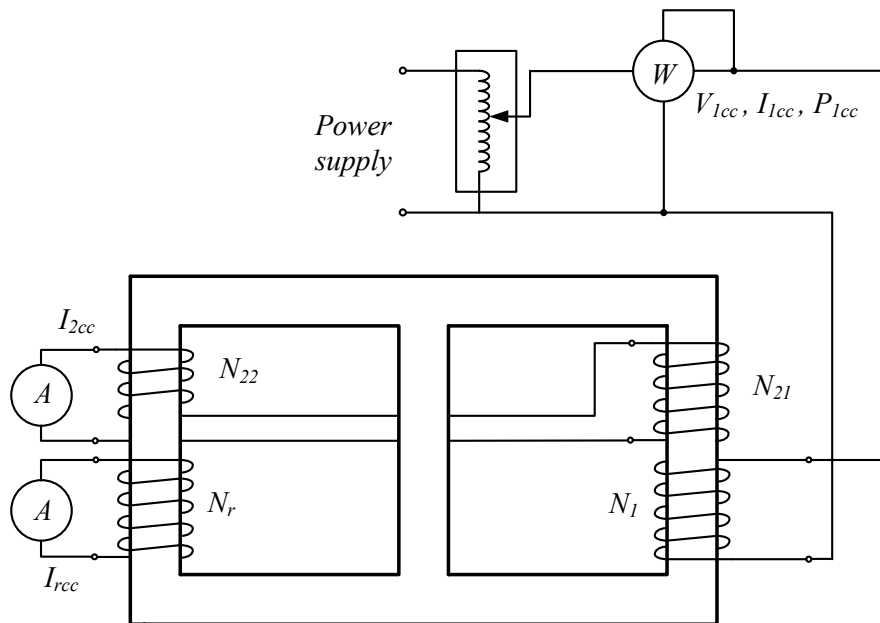 W
V1cc , I1cc , P1cc
Power
supply
I2cc
A
N22
N21
A
Nr
N1
Ircc